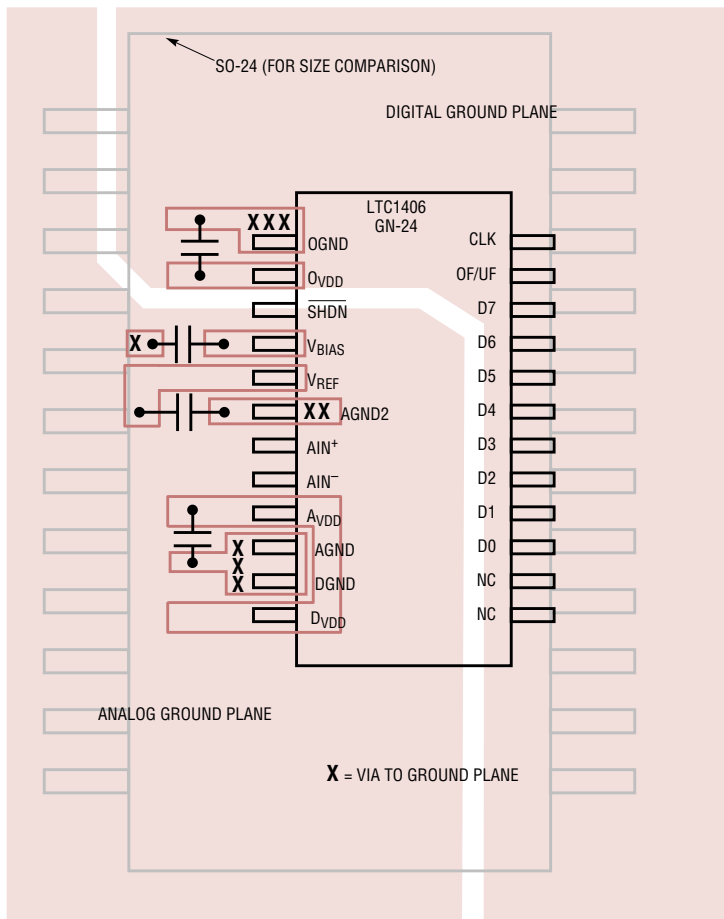 SO-24 (FOR SIZE COMPARISON)
DIGITAL GROUND PLANE
LTC1406
GN-24
XXX
OGND
CLK
OVDD
OF/UF
SHDN
D7
X
VBIAS
D6
VREF
D5
XX
AGND2
D4
AIN+
D3
AIN–
D2
AVDD
D1
X
AGND
D0
X
X
DGND
NC
DVDD
NC
ANALOG GROUND PLANE
X = VIA TO GROUND PLANE